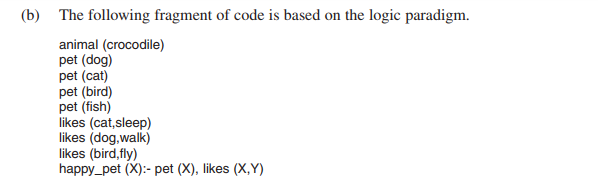 (b) The following fragment of code is based on the logic paradigm.
animal (crocodile)
pet (dog)
pet (cat)
pet (bird)
pet (fish)
likes (cat,sleep)
likes (dog,walk)
likes (bird,fly)
happy_pet (X):- pet (X), likes (X,Y)